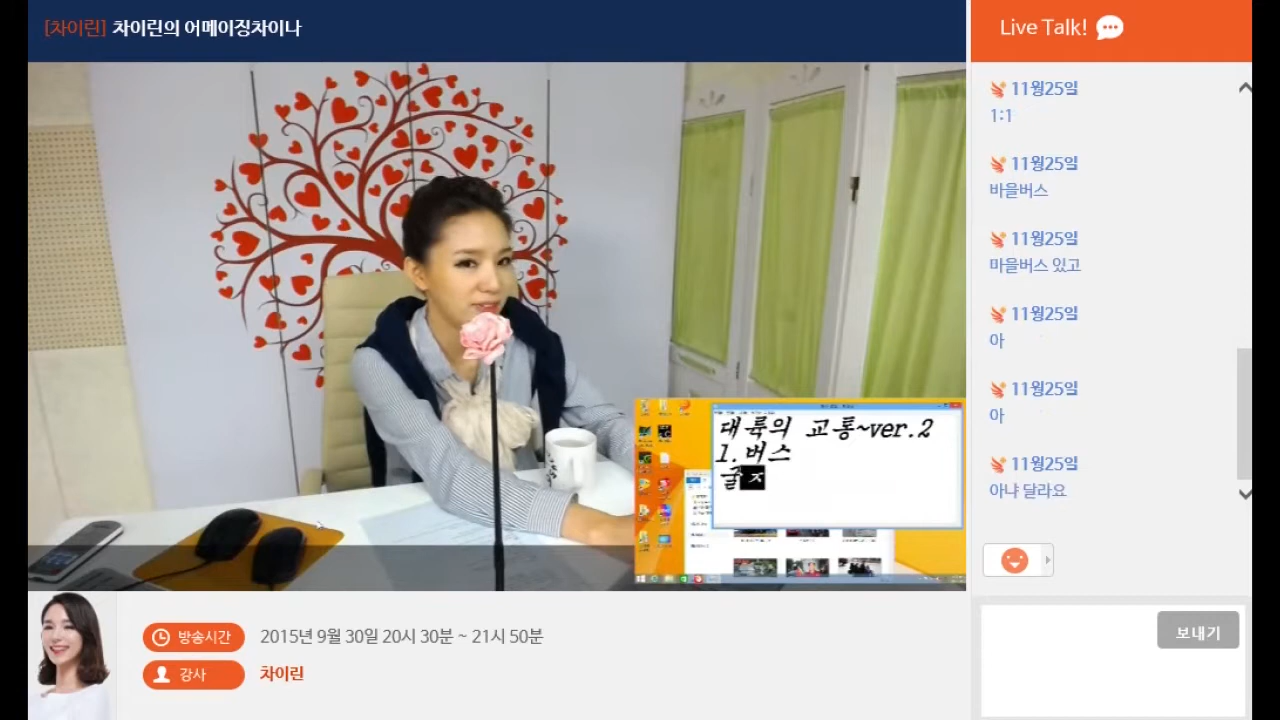 [차이린] 차이린의 어메이징차이나
Live Talk!
11월25일
1:1
11월25일
바을버스
11월25일
마을버스 있고
11월25일
아
11월25일
아
11월25일
아냐 달라요
보내기
대륙의 교통~ver.2
1.버스
굴ㅈ
방송시간 2015년 9월 30일 20시 30분 ~ 21시 50분
강사 차이린